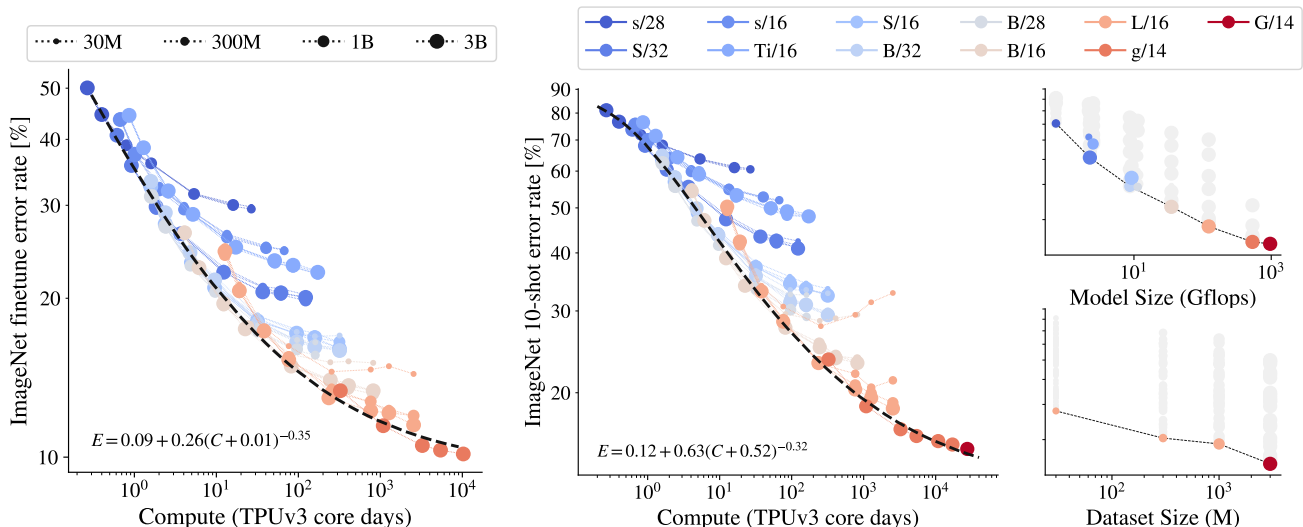 30M 300M 1B 3B
s/28 s/16 S/16 B/28 L/16 G/14
S/32 Ti/16 B/32 B/16 g/14
ImageNet finetune error rate [%]
50
40
30
20
10
E = 0.09 + 0.26(C + 0.01)^{-0.35}
10^0 10^1 10^2 10^3 10^4
Compute (TPUv3 core days)
ImageNet 10-shot error rate [%]
90
80
70
60
50
40
30
20
E = 0.12 + 0.63(C + 0.52)^{-0.32}
10^0 10^1 10^2 10^3 10^4
Compute (TPUv3 core days)
10^1 10^3
Model Size (Gflops)
10^2 10^3
Dataset Size (M)